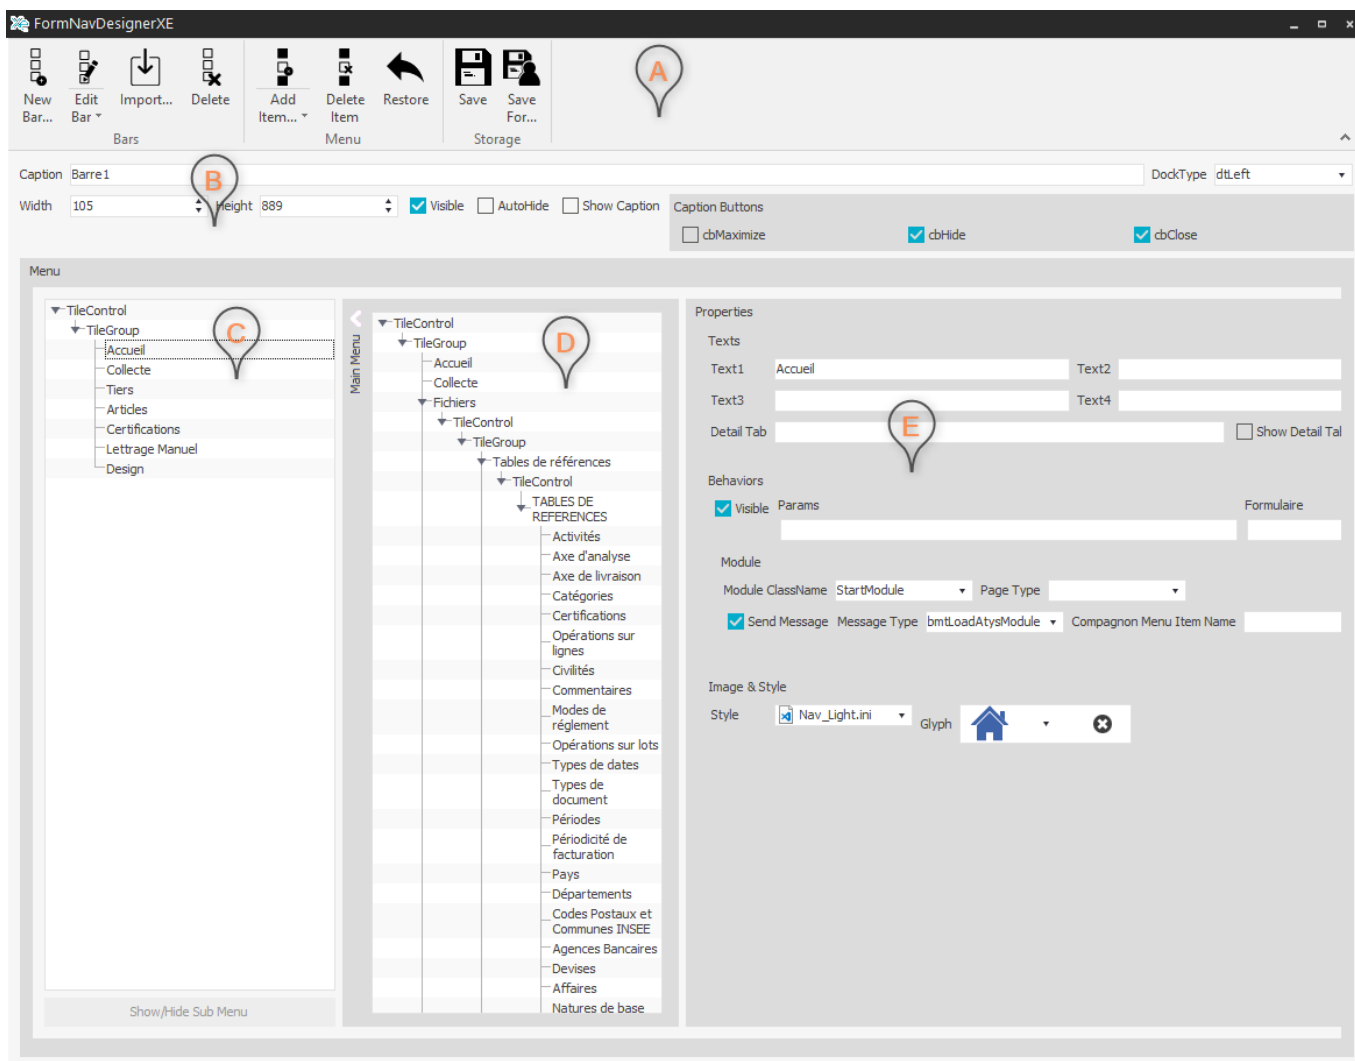 FormNavDesignerXE
New Bar...
Edit Bar
Import...
Delete
Add Item...
Delete Item
Restore
Save
Save For...
A
Bars
Menu
Storage
Caption
Barre1
DockType
dtLeft
B
Width
105
Height
889
Visible
AutoHide
Show Caption
Caption Buttons
cbMaximize
cbHide
cbClose
Menu
TileControl
TileGroup
Accueil
Collecte
Tiers
Articles
Certifications
Lettrage Manuel
Design
C
Show/Hide Sub Menu
Main Menu
TileControl
TileGroup
Accueil
Collecte
Fichiers
TileControl
TileGroup
Tables de références
TileControl
TABLES DE
REFERENCES
Activités
Axe d'analyse
Axe de livraison
Catégories
Certifications
Opérations sur
lignes
Civilités
Commentaires
Modes de
réglement
Opérations sur lots
Types de dates
Types de
document
Périodes
Périodicité de
facturation
Pays
Départements
Codes Postaux et
Communes INSEE
Agences Bancaires
Devises
Affaires
Natures de base
D
Properties
Texts
Text1
Accueil
Text2
Text3
Text4
Detail Tab
Show Detail Tal
E
Behaviors
Visible
Params
Formulaire
Module
Module ClassName
StartModule
Page Type
Send Message
Message Type
bmtLoadAtysModule
Compagnon Menu Item Name
Image & Style
Style
Nav_Light.ini
Glyph